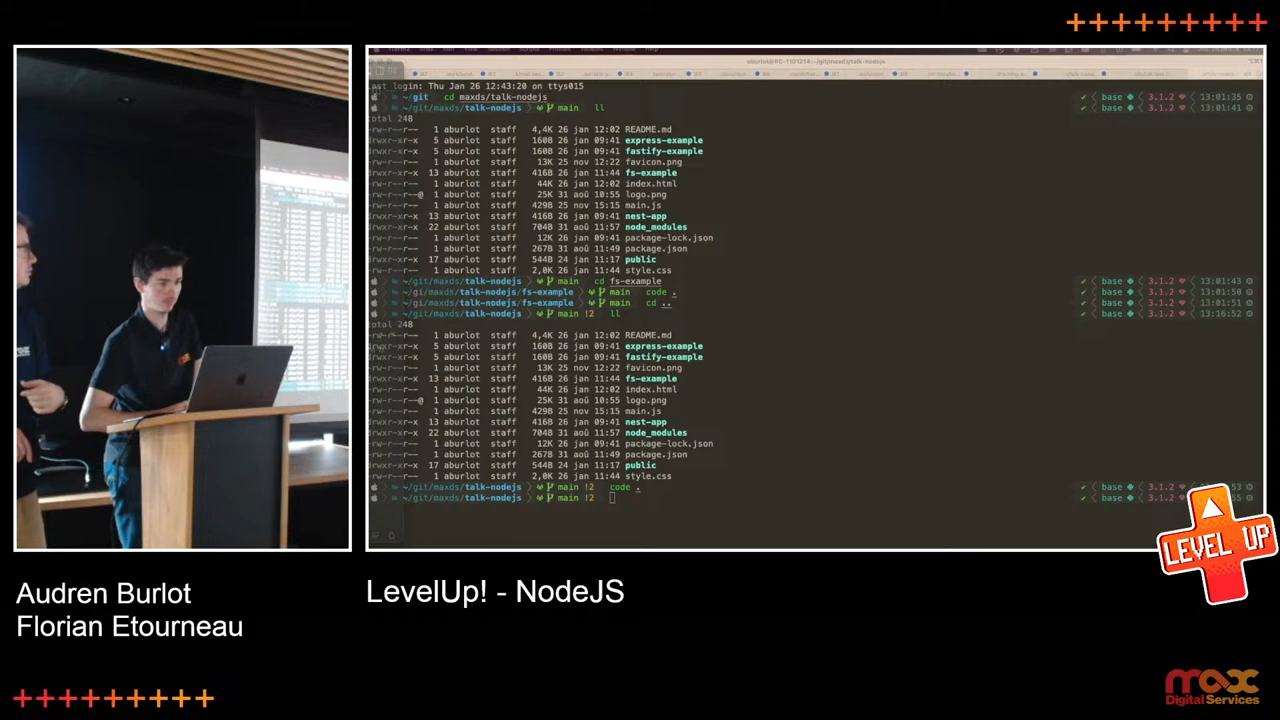 aburlot@PC-1101214:~/git/maxds/talk-nodejs
Last login: Thu Jan 26 12:43:20 on ttys015
~/git cd maxds/talk-nodejs ✔ base 3.1.2 13:01:35
~/git/maxds/talk-nodejs main ll ✔ base 3.1.2 13:01:41
total 248
-rw-r--r-- 1 aburlot staff 4,4K 26 jan 12:02 README.md
drwxr-xr-x 5 aburlot staff 160B 26 jan 09:41 express-example
drwxr-xr-x 5 aburlot staff 160B 26 jan 09:41 fastify-example
-rw-r--r-- 1 aburlot staff 13K 25 nov 12:22 favicon.png
drwxr-xr-x 13 aburlot staff 416B 24 jan 11:44 fs-example
-rw-r--r-- 1 aburlot staff 44K 26 jan 12:02 index.html
-rw-r--r--@ 1 aburlot staff 25K 31 aoû 10:55 logo.png
-rw-r--r-- 1 aburlot staff 429B 25 nov 15:15 main.js
drwxr-xr-x 13 aburlot staff 416B 26 jan 09:41 nest-app
drwxr-xr-x 22 aburlot staff 704B 31 aoû 11:57 node_modules
-rw-r--r-- 1 aburlot staff 12K 26 jan 09:41 package-lock.json
-rw-r--r-- 1 aburlot staff 267B 31 aoû 11:49 package.json
drwxr-xr-x 17 aburlot staff 544B 24 jan 11:17 public
-rw-r--r-- 1 aburlot staff 2,0K 24 jan 11:44 style.css
~/git/maxds/talk-nodejs main cd fs-example ✔ base 3.1.2 13:01:43
~/gi/maxds/talk-nodejs/fs-example main code . ✔ base 3.1.2 13:01:50
~/gi/maxds/talk-nodejs/fs-example main cd .. ✔ base 3.1.2 13:01:51
~/git/maxds/talk-nodejs main !2 ll ✔ base 3.1.2 13:16:52
total 248
-rw-r--r-- 1 aburlot staff 4,4K 26 jan 12:02 README.md
drwxr-xr-x 5 aburlot staff 160B 26 jan 09:41 express-example
drwxr-xr-x 5 aburlot staff 160B 26 jan 09:41 fastify-example
-rw-r--r-- 1 aburlot staff 13K 25 nov 12:22 favicon.png
drwxr-xr-x 13 aburlot staff 416B 24 jan 11:44 fs-example
-rw-r--r-- 1 aburlot staff 44K 26 jan 12:02 index.html
-rw-r--r--@ 1 aburlot staff 25K 31 aoû 10:55 logo.png
-rw-r--r-- 1 aburlot staff 429B 25 nov 15:15 main.js
drwxr-xr-x 13 aburlot staff 416B 26 jan 09:41 nest-app
drwxr-xr-x 22 aburlot staff 704B 31 aoû 11:57 node_modules
-rw-r--r-- 1 aburlot staff 12K 26 jan 09:41 package-lock.json
-rw-r--r-- 1 aburlot staff 267B 31 aoû 11:49 package.json
drwxr-xr-x 17 aburlot staff 544B 24 jan 11:17 public
-rw-r--r-- 1 aburlot staff 2,0K 24 jan 11:44 style.css
~/git/maxds/talk-nodejs main !2 code . ✔ base 3.1.2
~/git/maxds/talk-nodejs main !2 ✔ base 3.1.2
LEVEL UP
Audren Burlot
Florian Etourneau
LevelUp! - NodeJS
max
Digital Services